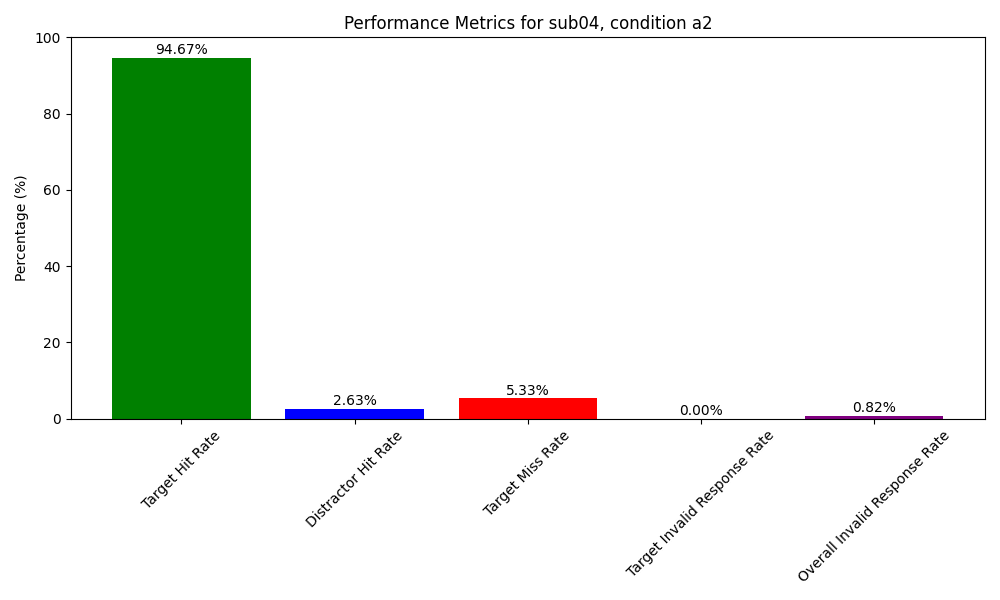 Performance Metrics for sub04, condition a2
Percentage (%)
100
80
60
40
20
0
94.67%
2.63%
5.33%
0.00%
0.82%
Target Hit Rate
Distractor Hit Rate
Target Miss Rate
Target Invalid Response Rate
Overall Invalid Response Rate